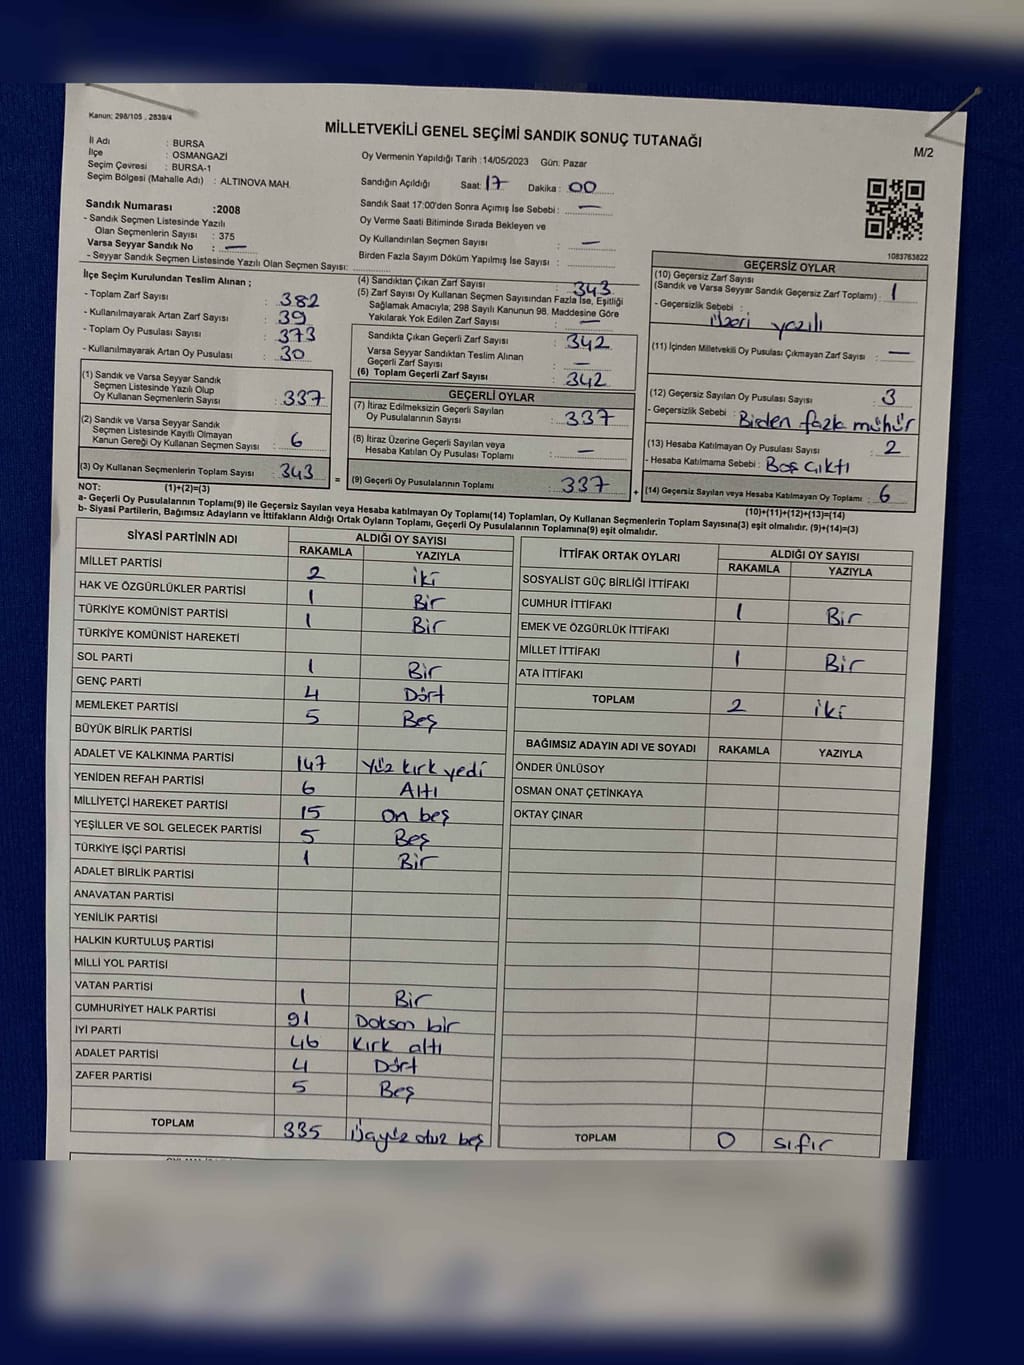 Kanun: 298/105 , 2839/4
MİLLETVEKİLİ GENEL SEÇİMİ SANDIK SONUÇ TUTANAĞI
M/2
İl Adı : BURSA
İlçe : OSMANGAZİ
Seçim Çevresi : BURSA-1
Seçim Bölgesi (Mahalle Adı) : ALTINOVA MAH.
Sandık Numarası :2008
- Sandık Seçmen Listesinde Yazılı
Olan Seçmenlerin Sayısı : 375
Varsa Seyyar Sandık No : —
- Seyyar Sandık Seçmen Listesinde Yazılı Olan Seçmen Sayısı:
Oy Vermenin Yapıldığı Tarih :14/05/2023 Gün: Pazar
Sandığın Açıldığı Saat: 17 Dakika : 00
Sandık Saat 17:00'den Sonra Açımış İse Sebebi : —
Oy Verme Saati Bitiminde Sırada Bekleyen ve
Oy Kullandırılan Seçmen Sayısı : —
Birden Fazla Sayım Döküm Yapılmış İse Sayısı :
1083763822
İlçe Seçim Kurulundan Teslim Alınan ;
- Toplam Zarf Sayısı : 382
- Kullanılmayarak Artan Zarf Sayısı : 39
- Toplam Oy Pusulası Sayısı : 373
- Kullanılmayarak Artan Oy Pusulası : 30
(1) Sandık ve Varsa Seyyar Sandık
Seçmen Listesinde Yazılı Olup
Oy Kullanan Seçmenlerin Sayısı : 337
(2) Sandık ve Varsa Seyyar Sandık
Seçmen Listesinde Kayıtlı Olmayan
Kanun Gereği Oy Kullanan Seçmen Sayısı : 6
(3) Oy Kullanan Seçmenlerin Toplam Sayısı : 343
(4) Sandıktan Çıkan Zarf Sayısı : 343
(5) Zarf Sayısı Oy Kullanan Seçmen Sayısından Fazla İse, Eşitliği
Sağlamak Amacıyla, 298 Sayılı Kanunun 98. Maddesine Göre
Yakılarak Yok Edilen Zarf Sayısı : —
Sandıkta Çıkan Geçerli Zarf Sayısı : 342
Varsa Seyyar Sandıktan Teslim Alınan
Geçerli Zarf Sayısı : —
(6) Toplam Geçerli Zarf Sayısı : 342
GEÇERLİ OYLAR
(7) İtiraz Edilmeksizin Geçerli Sayılan
Oy Pusulalarının Sayısı : 337
(8) İtiraz Üzerine Geçerli Sayılan veya
Hesaba Katılan Oy Pusulası Toplamı : —
= (9) Geçerli Oy Pusulalarının Toplamı 337
GEÇERSİZ OYLAR
(10) Geçersiz Zarf Sayısı
(Sandık ve Varsa Seyyar Sandık Geçersiz Zarf Toplamı) : 1
- Geçersizlik Sebebi :
üzeri yazılı
(11) İçinden Milletvekili Oy Pusulası Çıkmayan Zarf Sayısı : —
(12) Geçersiz Sayılan Oy Pusulası Sayısı : 3
- Geçersizlik Sebebi : Birden fazla mühür
(13) Hesaba Katılmayan Oy Pusulası Sayısı : 2
- Hesaba Katılmama Sebebi : Boş çıktı
+ (14) Geçersiz Sayılan veya Hesaba Katılmayan Oy Toplamı : 6
NOT: (1)+(2)=(3)
(10)+(11)+(12)+(13)=(14)
a- Geçerli Oy Pusulalarının Toplamı(9) ile Geçersiz Sayılan veya Hesaba katılmayan Oy Toplamı(14) Toplamları, Oy Kullanan Seçmenlerin Toplam Sayısına(3) eşit olmalıdır. (9)+(14)=(3)
b- Siyasi Partilerin, Bağımsız Adayların ve İttifakların Aldığı Ortak Oyların Toplamı, Geçerli Oy Pusulalarının Toplamına(9) eşit olmalıdır.
SİYASİ PARTİNİN ADI ALDIĞI OY SAYISI
RAKAMLA YAZIYLA
MİLLET PARTİSİ 2 iki
HAK VE ÖZGÜRLÜKLER PARTİSİ 1 Bir
TÜRKİYE KOMÜNİST PARTİSİ 1 Bir
TÜRKİYE KOMÜNİST HAREKETİ
SOL PARTİ 1 Bir
GENÇ PARTİ 4 Dört
MEMLEKET PARTİSİ 5 Beş
BÜYÜK BİRLİK PARTİSİ
ADALET VE KALKINMA PARTİSİ 147 Yüz kırk yedi
YENİDEN REFAH PARTİSİ 6 Altı
MİLLİYETÇİ HAREKET PARTİSİ 15 On beş
YEŞİLLER VE SOL GELECEK PARTİSİ 5 Beş
TÜRKİYE İŞÇİ PARTİSİ 1 Bir
ADALET BİRLİK PARTİSİ
ANAVATAN PARTİSİ
YENİLİK PARTİSİ
HALKIN KURTULUŞ PARTİSİ
MİLLİ YOL PARTİSİ
VATAN PARTİSİ 1 Bir
CUMHURİYET HALK PARTİSİ 91 Doksan bir
İYİ PARTİ 46 Kırk altı
ADALET PARTİSİ 4 Dört
ZAFER PARTİSİ 5 Beş
TOPLAM 335 Üçyüz otuz beş
İTTİFAK ORTAK OYLARI ALDIĞI OY SAYISI
RAKAMLA YAZIYLA
SOSYALİST GÜÇ BİRLİĞİ İTTİFAKI
CUMHUR İTTİFAKI 1 Bir
EMEK VE ÖZGÜRLÜK İTTİFAKI
MİLLET İTTİFAKI 1 Bir
ATA İTTİFAKI
TOPLAM 2 iki
BAĞIMSIZ ADAYIN ADI VE SOYADI RAKAMLA YAZIYLA
ÖNDER ÜNLÜSOY
OSMAN ONAT ÇETİNKAYA
OKTAY ÇINAR
TOPLAM 0 sıfır